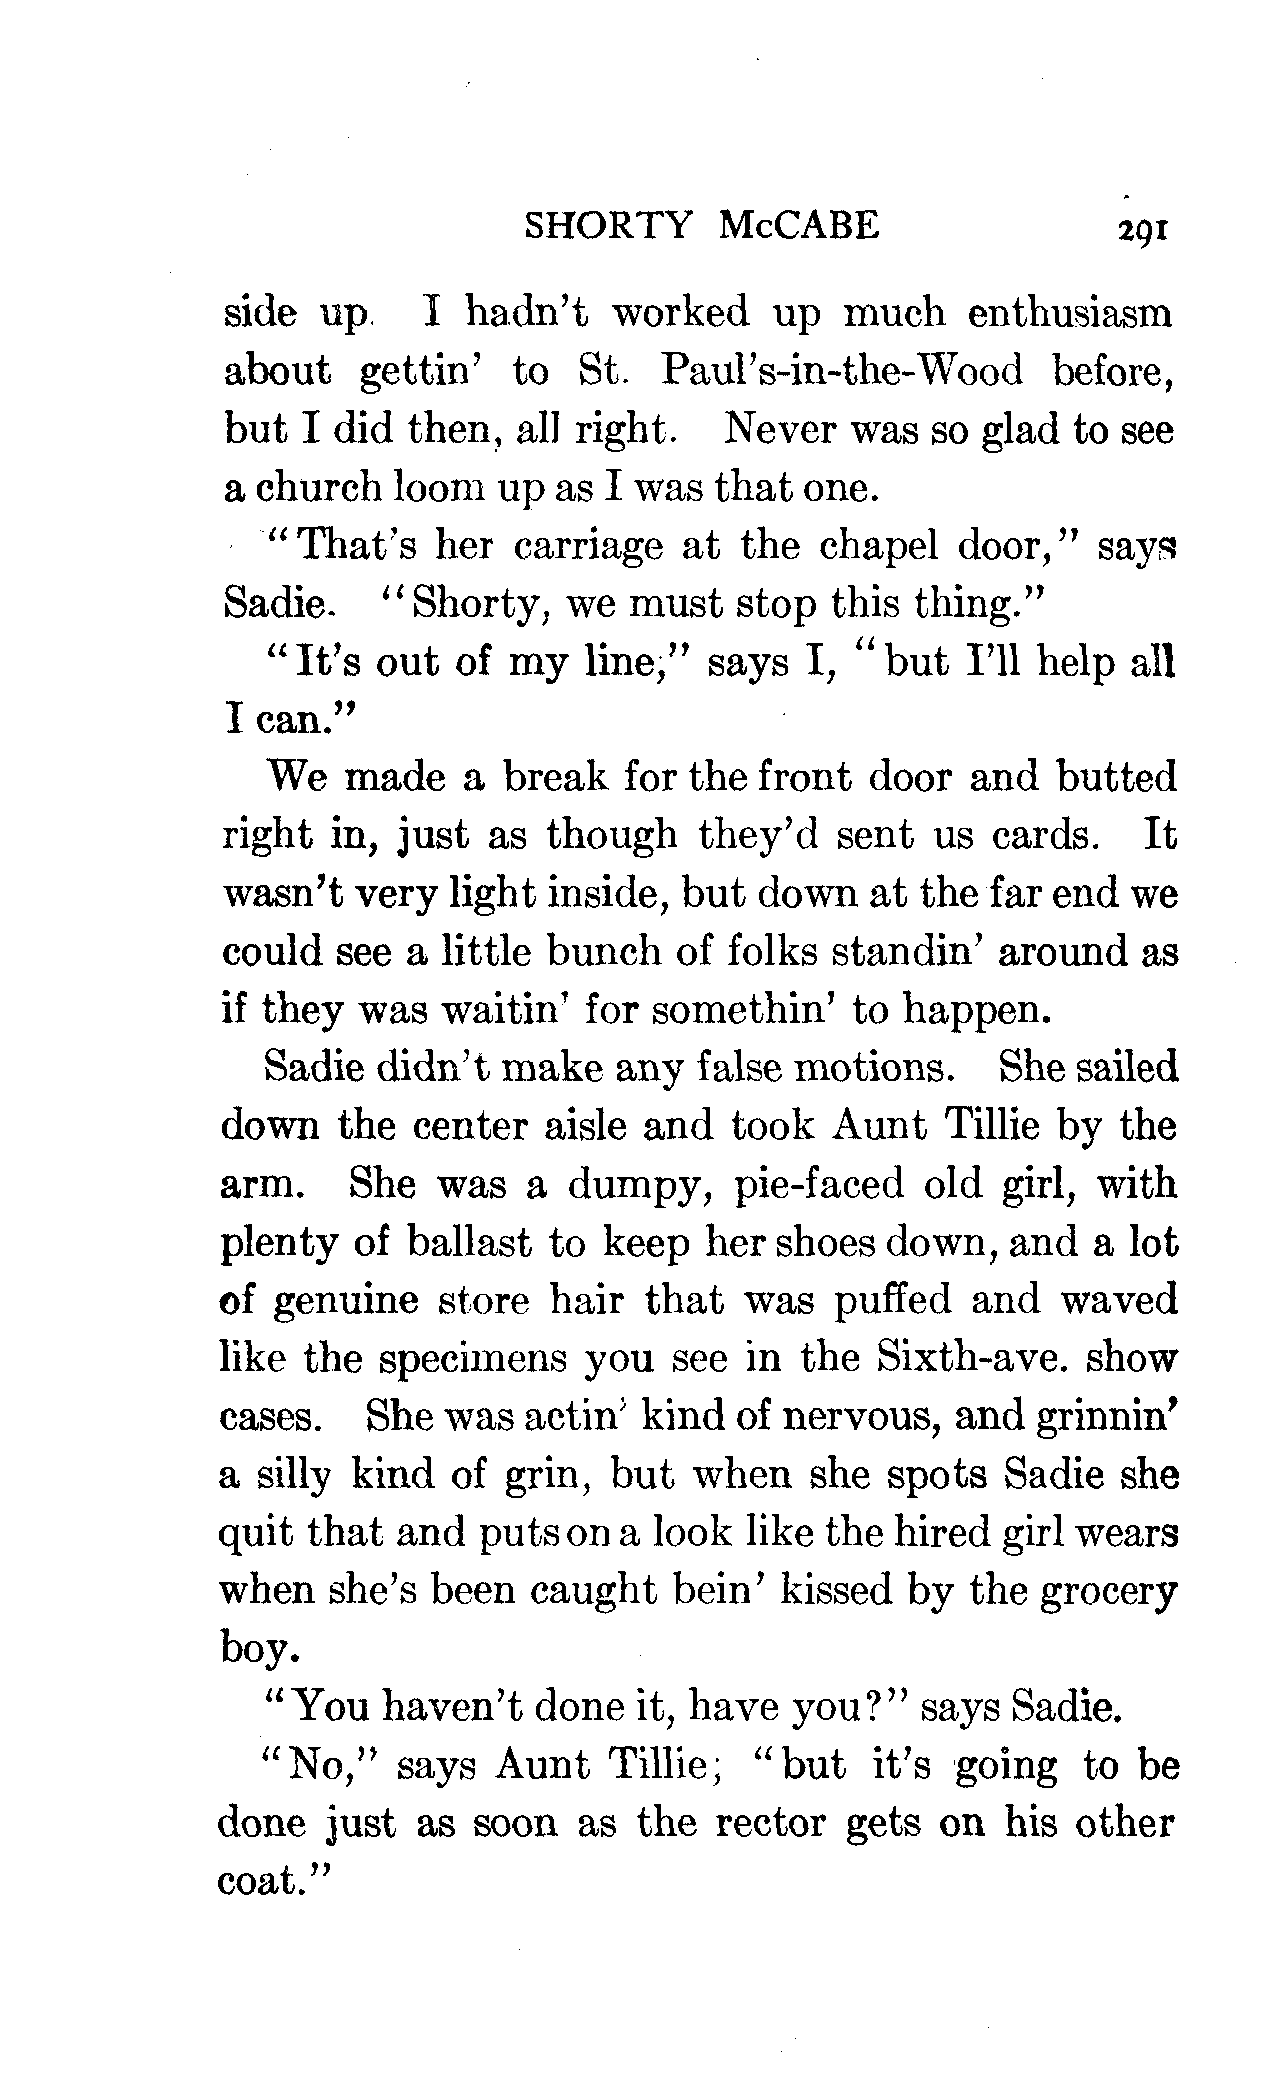 SHORTY McCABE 291
side up. I hadn't worked up much enthusiasm
about gettin' to St. Paul's-in-the-Wood before,
but I did then, all right. Never was so glad to see
a church loom up as I was that one.
"That's her carriage at the chapel door," says
Sadie. "Shorty, we must stop this thing."
"It's out of my line," says I, "but I'll help all
I can."
We made a break for the front door and butted
right in, just as though they'd sent us cards. It
wasn't very light inside, but down at the far end we
could see a little bunch of folks standin' around as
if they was waitin' for somethin' to happen.
Sadie didn't make any false motions. She sailed
down the center aisle and took Aunt Tillie by the
arm. She was a dumpy, pie-faced old girl, with
plenty of ballast to keep her shoes down, and a lot
of genuine store hair that was puffed and waved
like the specimens you see in the Sixth-ave. show
cases. She was actin' kind of nervous, and grinnin'
a silly kind of grin, but when she spots Sadie she
quit that and puts on a look like the hired girl wears
when she's been caught bein' kissed by the grocery
boy.
"You haven't done it, have you?" says Sadie.
"No," says Aunt Tillie; "but it's going to be
done just as soon as the rector gets on his other
coat."